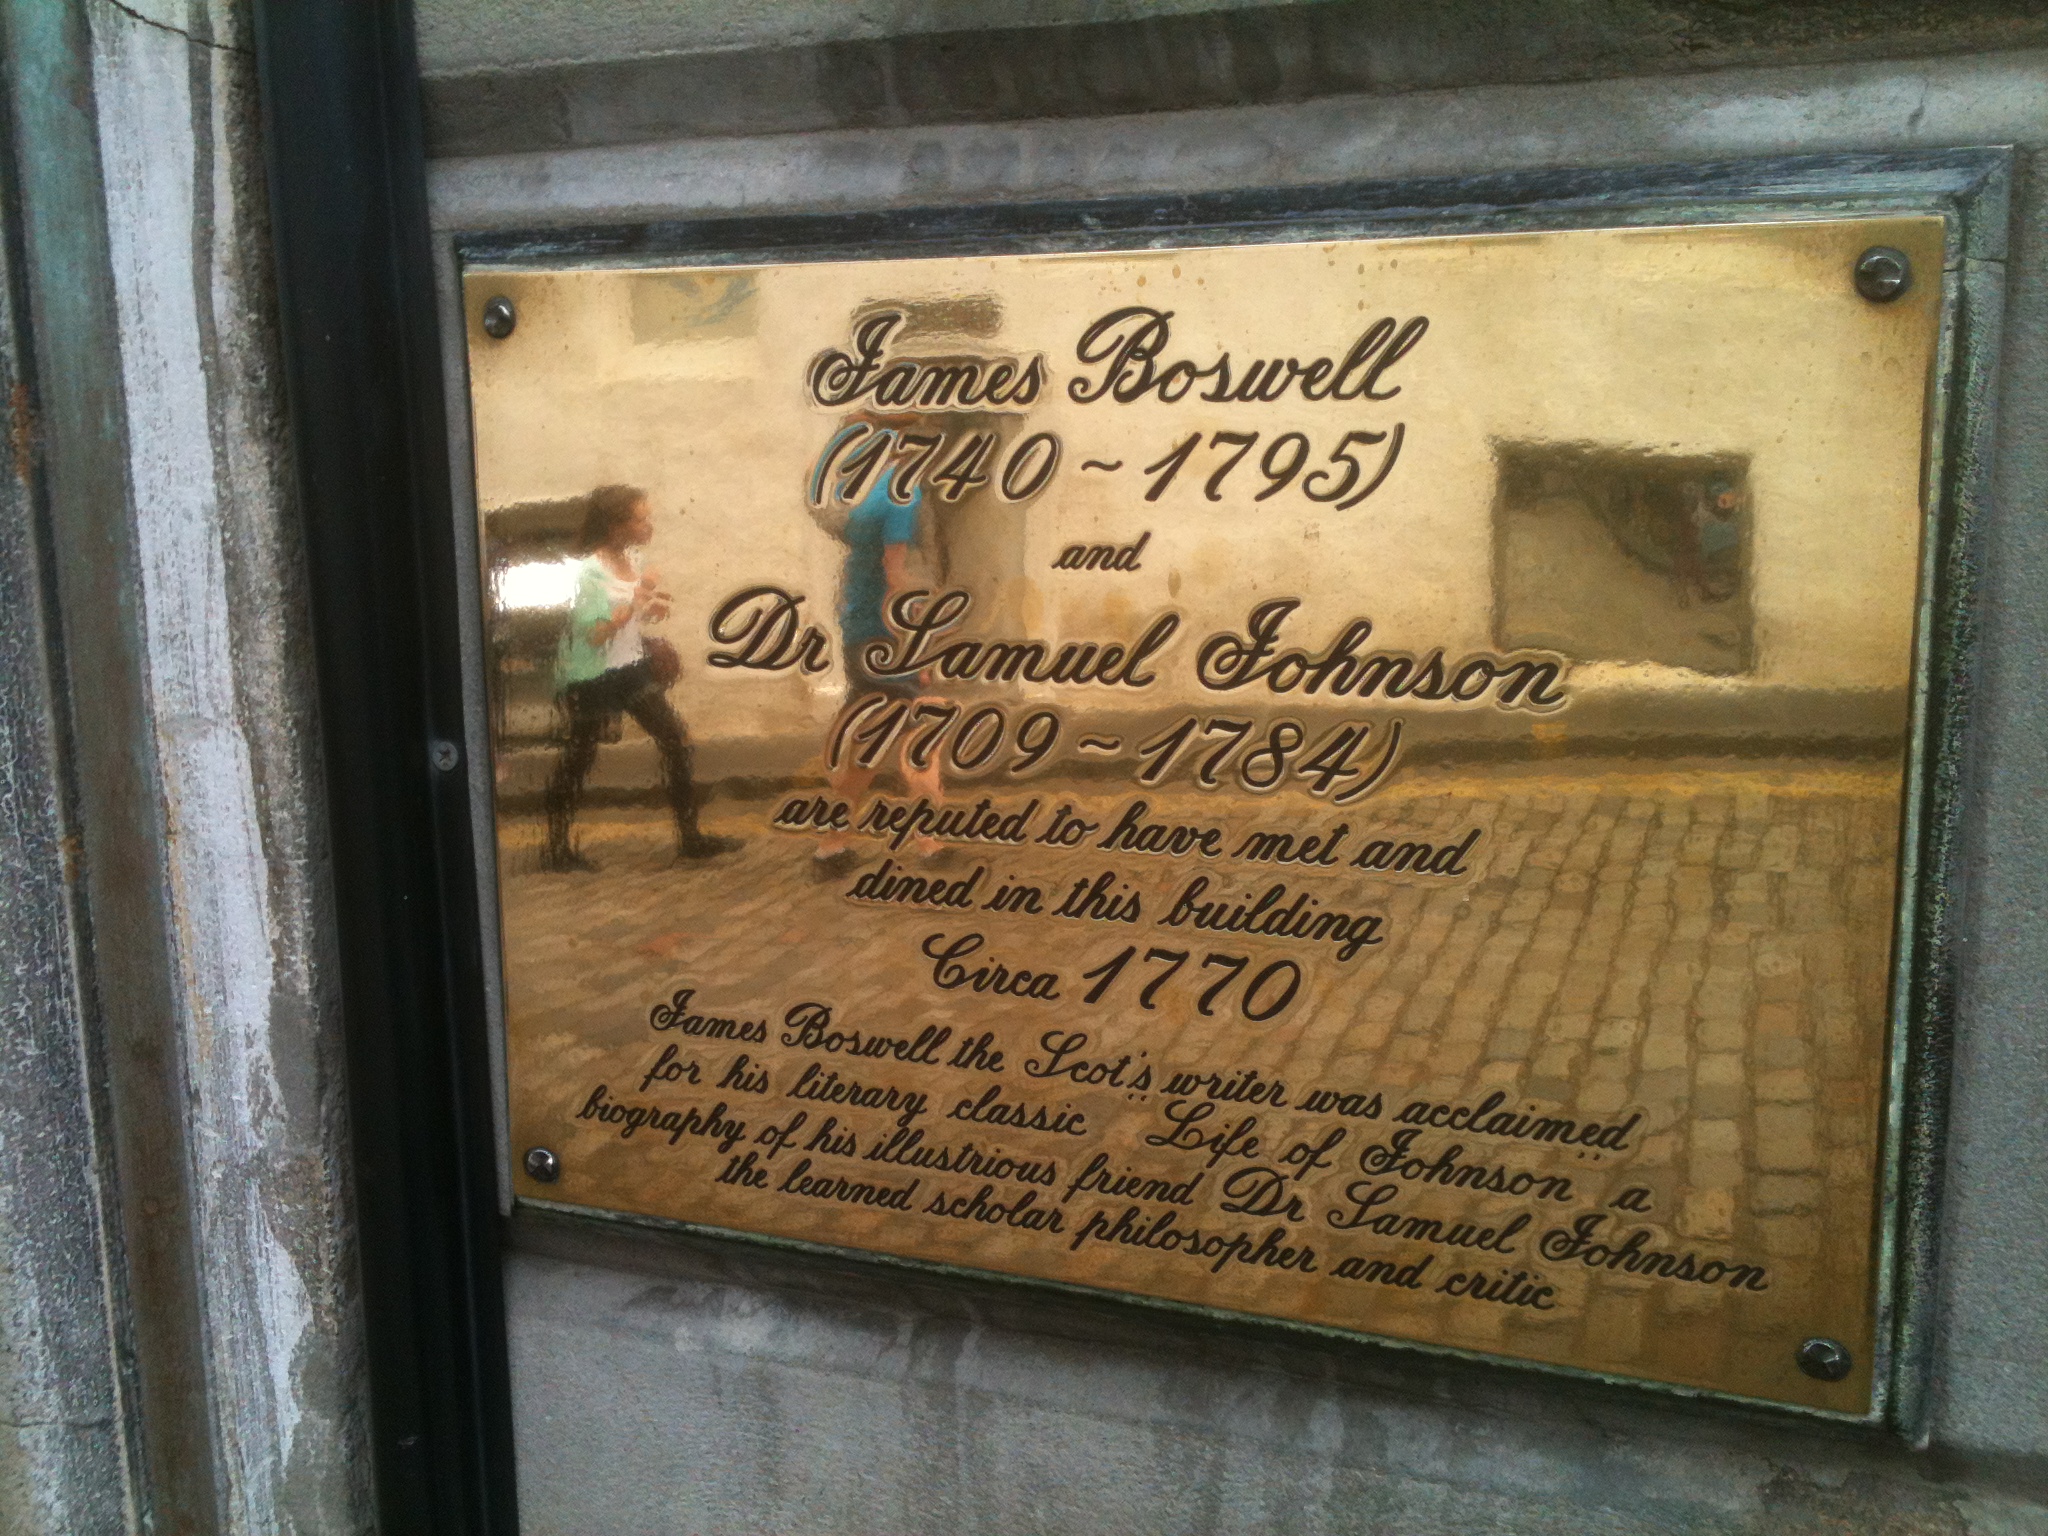 James Boswell
(1740 ~ 1795)
and
Dr Samuel Johnson
(1709 ~ 1784)
are reputed to have met and
dined in this building
Circa 1770
James Boswell the Scot's writer was acclaimed
for his literary classic "Life of Johnson" a
biography of his illustrious friend Dr Samuel Johnson
the learned scholar philosopher and critic